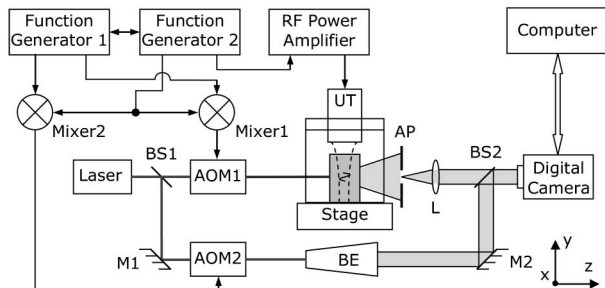 Function
Generator 1
Function
Generator 2
RF Power
Amplifier
Computer
Mixer2
Mixer1
UT
AP
BS1
BS2
Laser
AOM1
L
Digital
Camera
Stage
M1
AOM2
BE
M2
y
x
z